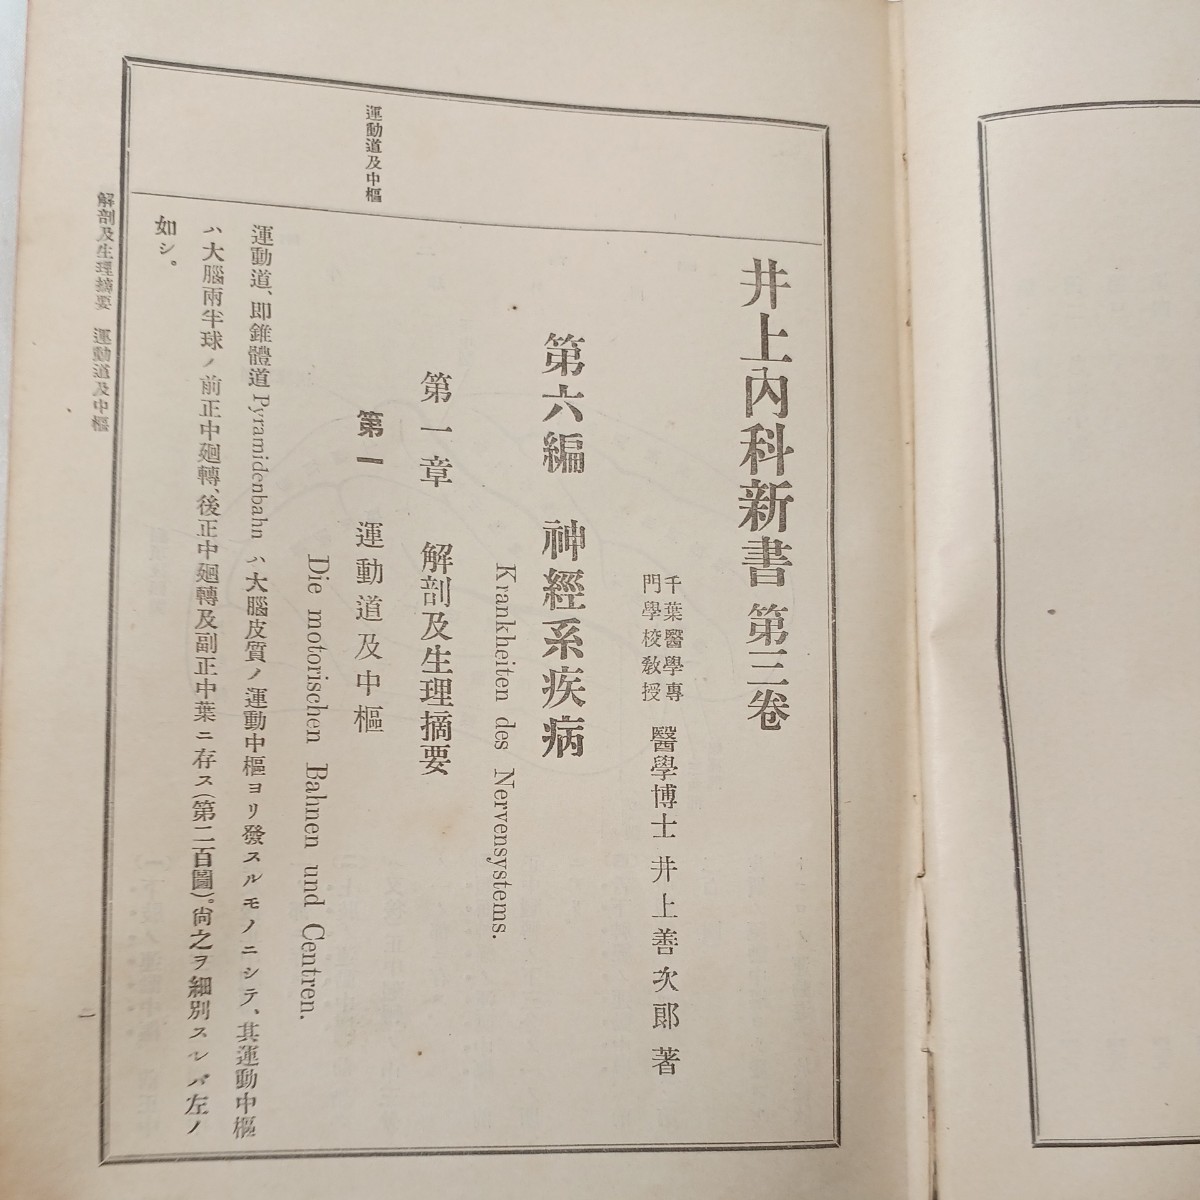 運動道及中樞
井上內科新書 第三卷
千葉醫學專
門學校敎授
醫學博士 井上善次郞 著
第六編 神經系疾病
Krankheiten des Nervensystems.
第一章 解剖及生理摘要
第一 運動道及中樞
Die motorischen Bahnen und Centren.
運動道、即錐體道 Pyramidenbahn ハ大腦皮質ノ運動中樞ヨリ發スルモノニシテ、其運動中樞
ハ大腦兩半球ノ前正中廻轉、後正中廻轉及副正中葉ニ存ス(第二百圖)。尙之ヲ細別スルバ左ノ
如シ。
解剖及生理摘要 運動道及中樞
一